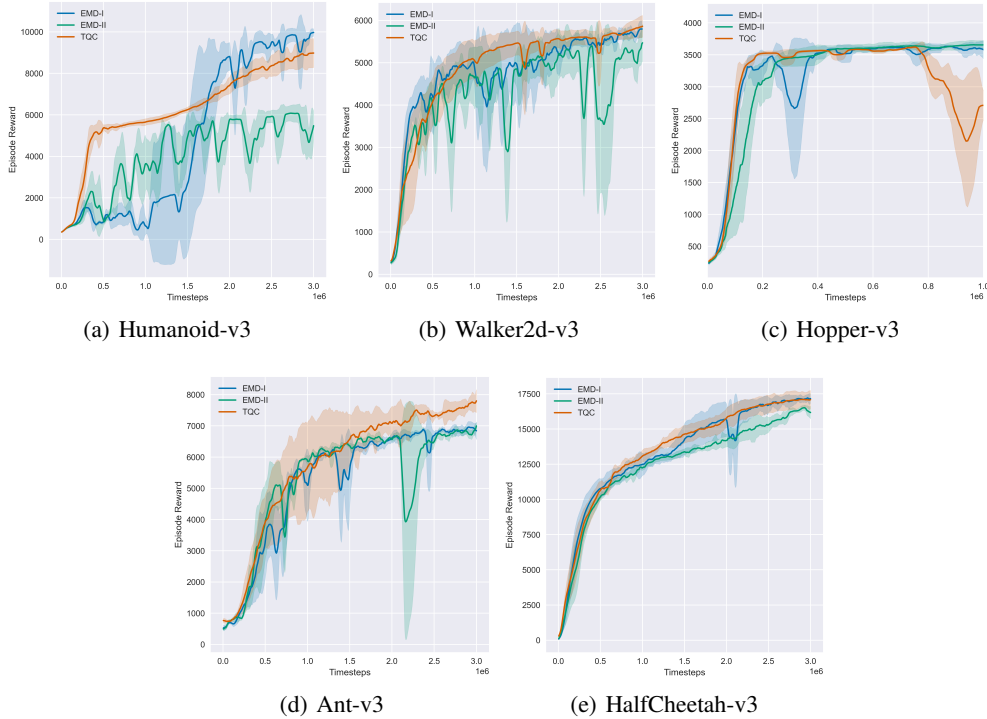 EMD-I
EMD-II
TQC
10000
8000
6000
4000
2000
0
Episode Reward
0.0 0.5 1.0 1.5 2.0 2.5 3.0
Timesteps
1e6
(a) Humanoid-v3
EMD-I
EMD-II
TQC
6000
5000
4000
3000
2000
1000
0
Episode Reward
0.0 0.5 1.0 1.5 2.0 2.5 3.0
Timesteps
1e6
(b) Walker2d-v3
EMD-I
EMD-II
TQC
4000
3500
3000
2500
2000
1500
1000
500
Episode Reward
0.0 0.2 0.4 0.6 0.8 1.0
Timesteps
1e6
(c) Hopper-v3
EMD-I
EMD-II
TQC
8000
7000
6000
5000
4000
3000
2000
1000
0
Episode Reward
0.0 0.5 1.0 1.5 2.0 2.5 3.0
Timesteps
1e6
(d) Ant-v3
EMD-I
EMD-II
TQC
17500
15000
12500
10000
7500
5000
2500
0
Episode Reward
0.0 0.5 1.0 1.5 2.0 2.5 3.0
Timesteps
1e6
(e) HalfCheetah-v3